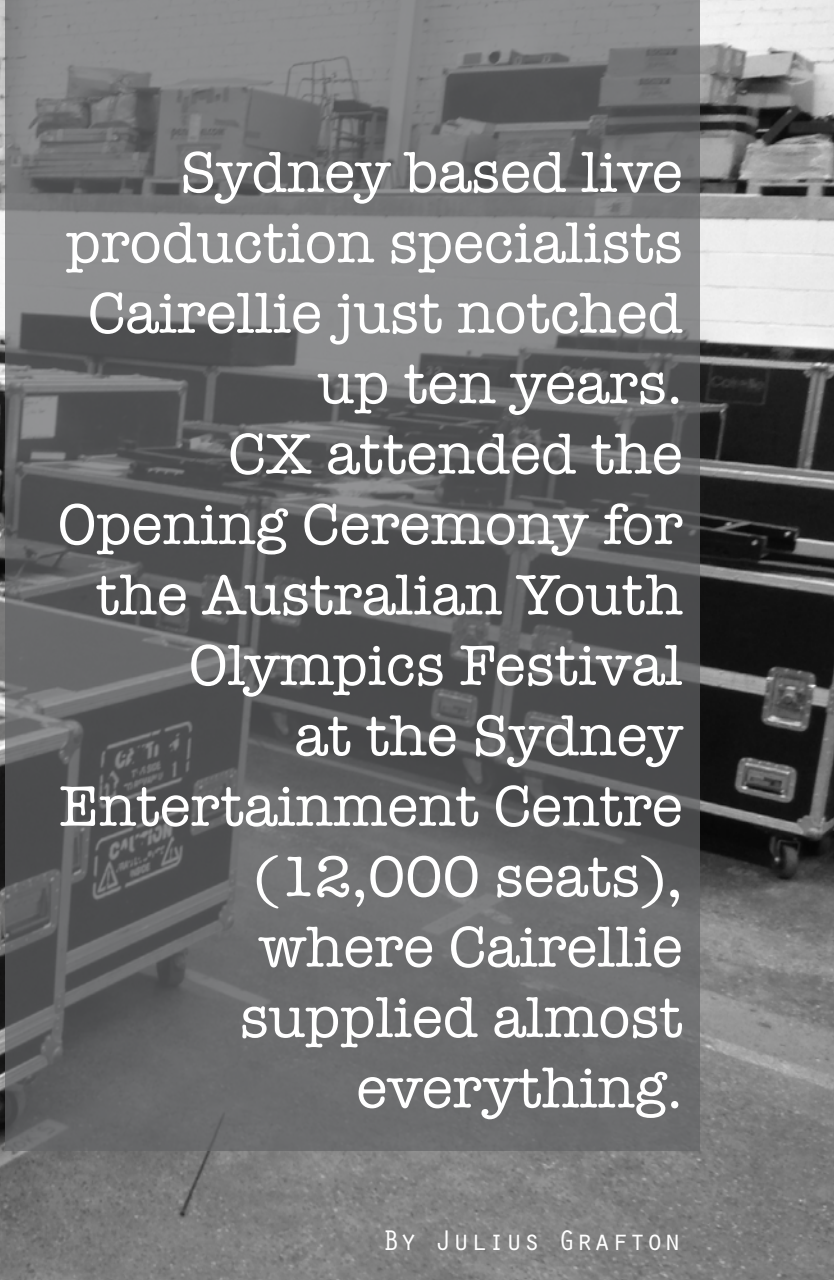 Sydney based live
production specialists
Cairellie just notched
up ten years.
CX attended the
Opening Ceremony for
the Australian Youth
Olympics Festival
at the Sydney
Entertainment Centre
(12,000 seats),
where Cairellie
supplied almost
everything.
CAUTION
By Julius Grafton